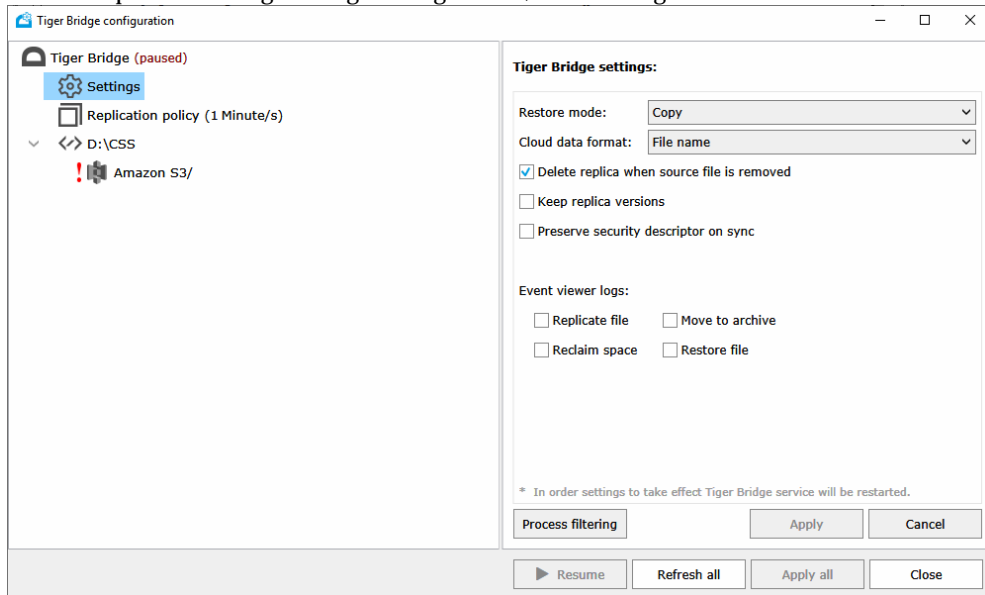 Tiger Bridge configuration
Tiger Bridge (paused)
Settings
Replication policy (1 Minute/s)
D:\CSS
Amazon S3/
Tiger Bridge settings:
Restore mode: Copy
Cloud data format: File name
Delete replica when source file is removed
Keep replica versions
Preserve security descriptor on sync
Event viewer logs:
Replicate file Move to archive
Reclaim space Restore file
* In order settings to take effect Tiger Bridge service will be restarted.
Process filtering Apply Cancel
Resume Refresh all Apply all Close